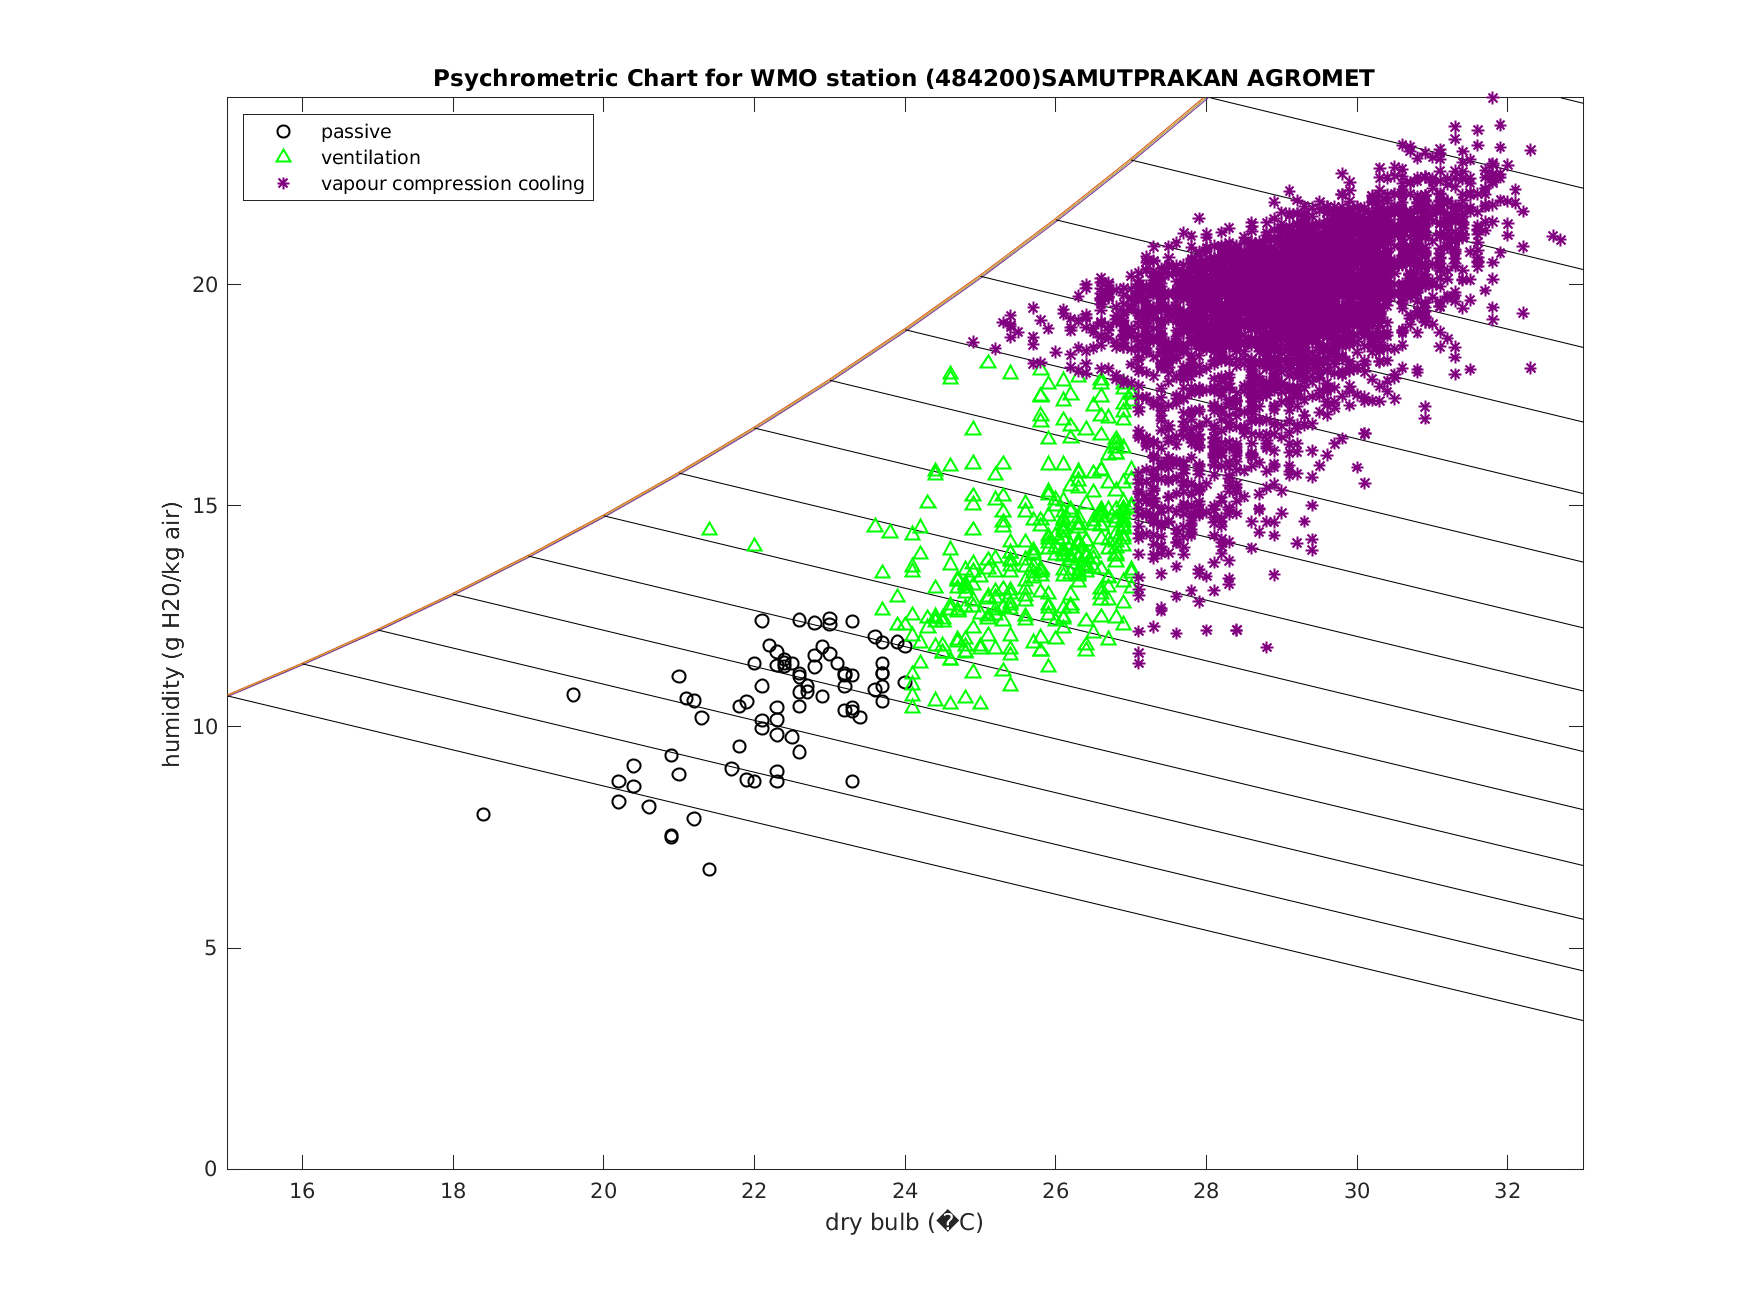 Psychrometric Chart for WMO station (484200)SAMUTPRAKAN AGROMET
passive
ventilation
vapour compression cooling
humidity (g H20/kg air)
20
15
10
5
0
16 18 20 22 24 26 28 30 32
dry bulb (�C)